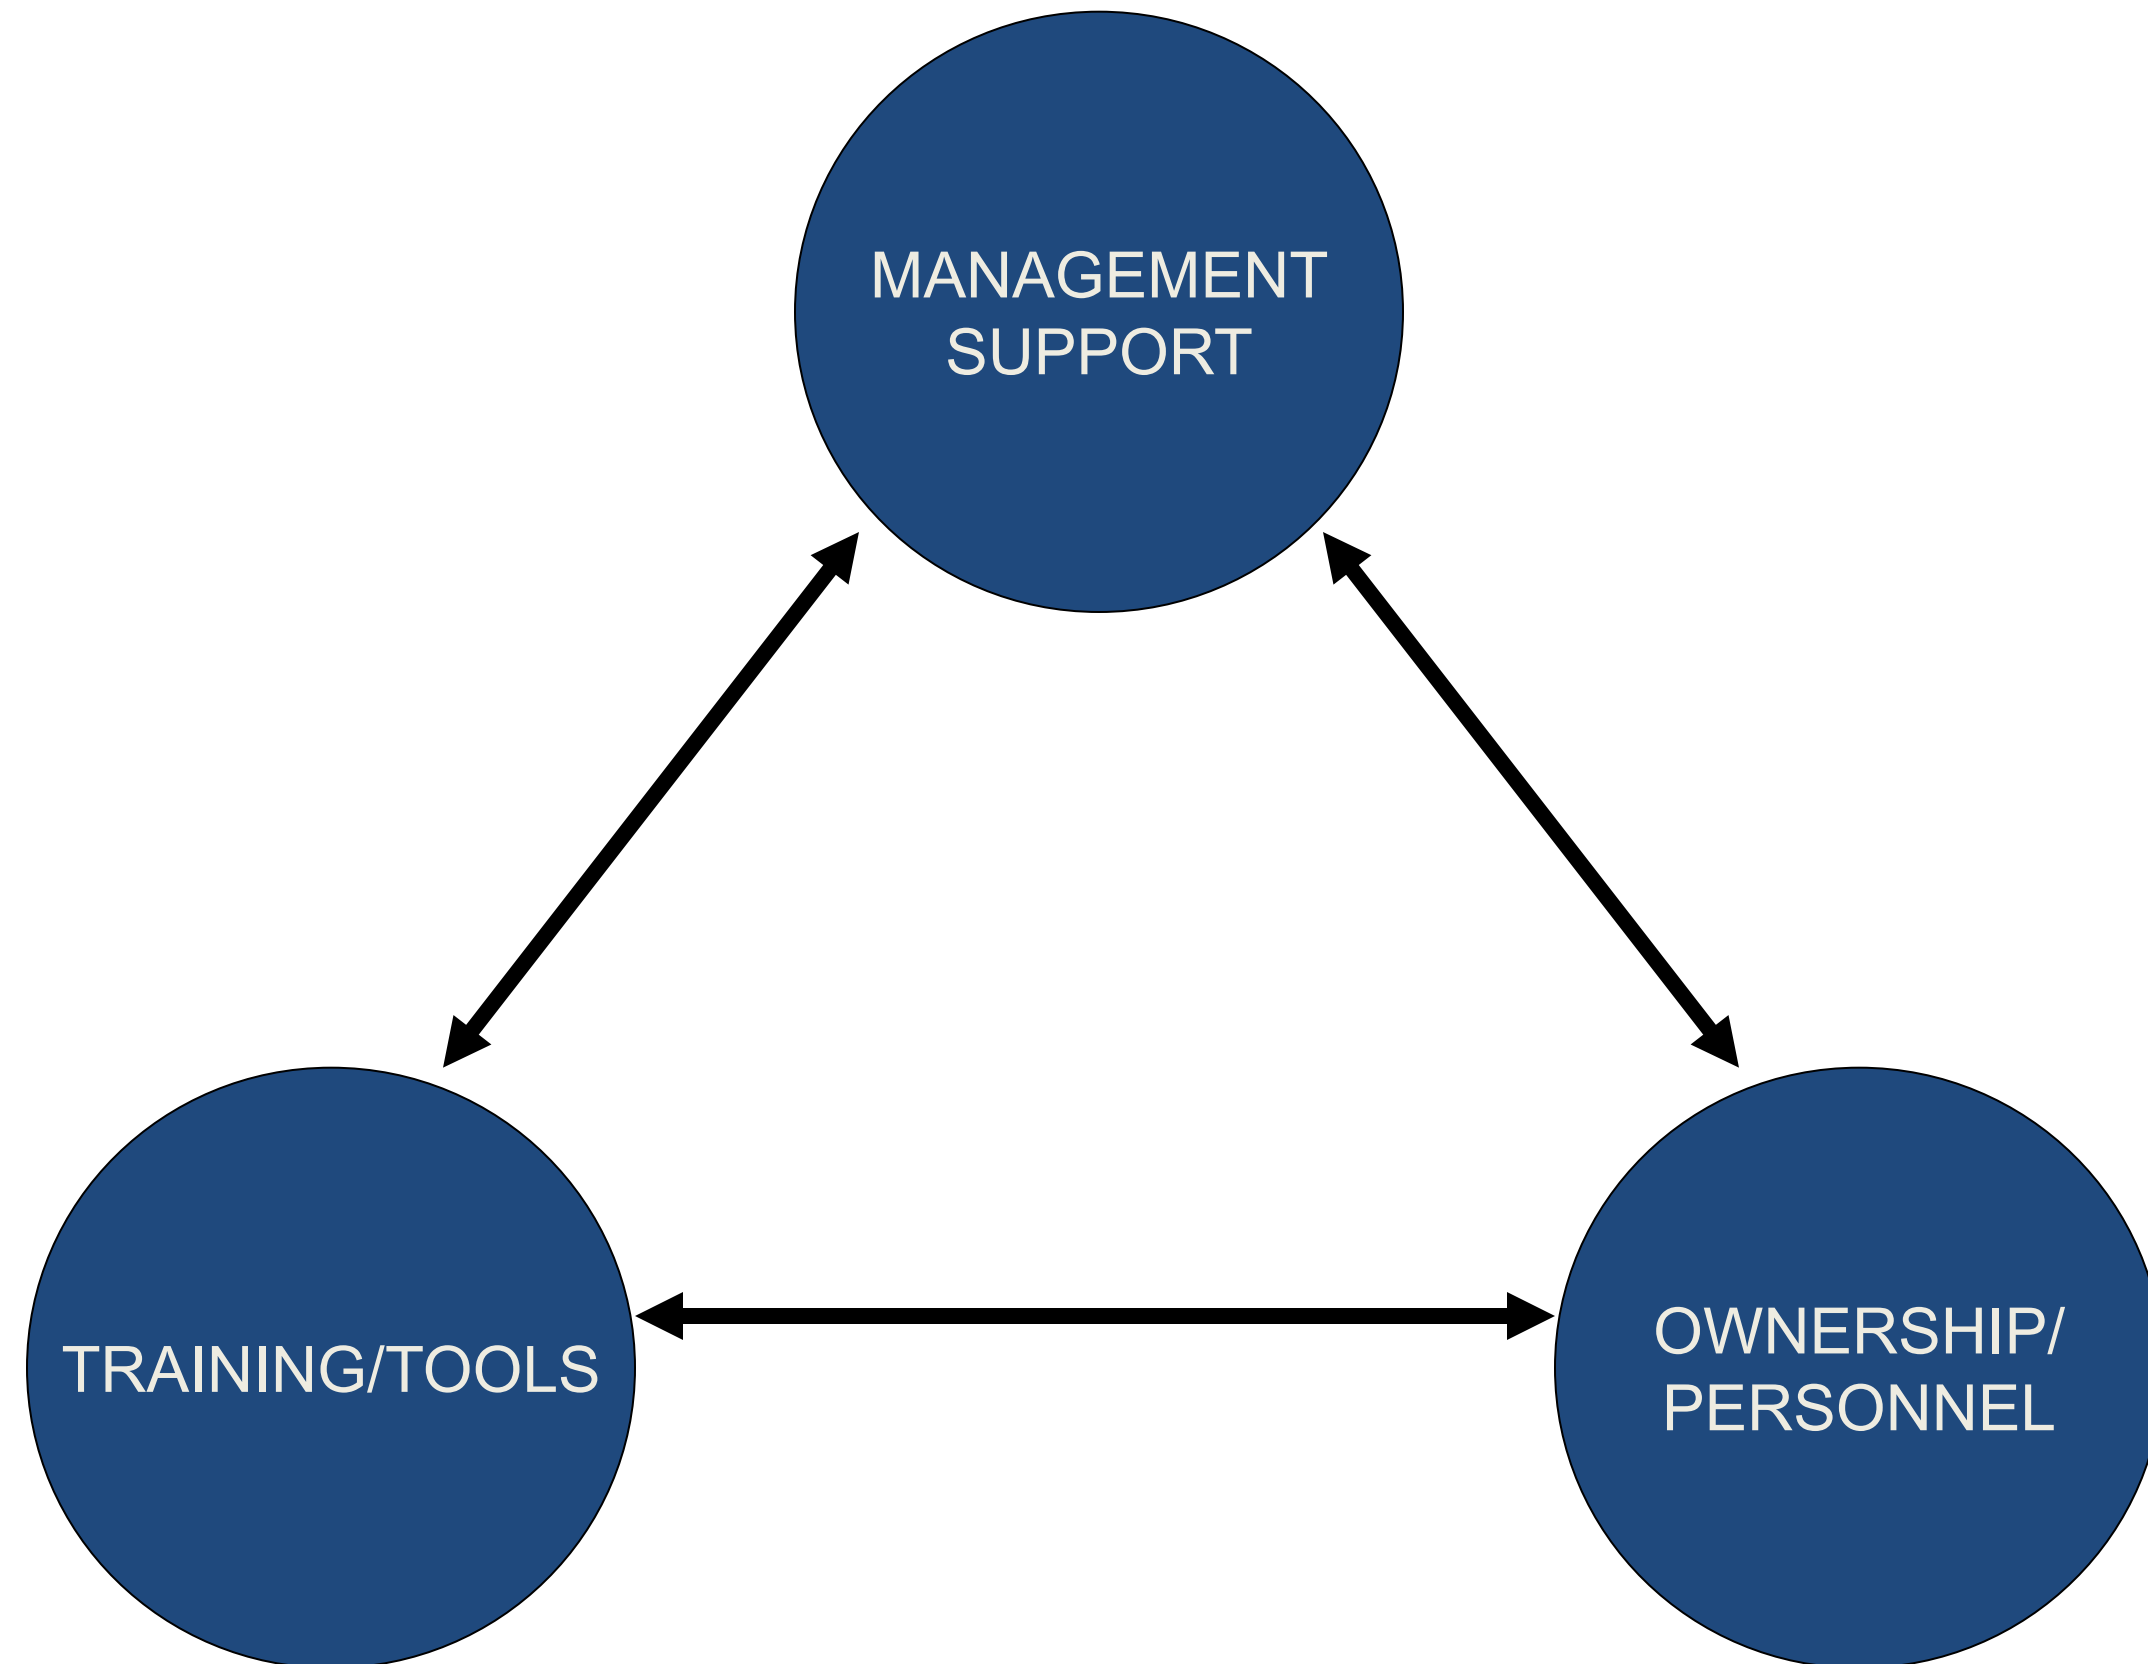 MANAGEMENT
SUPPORT
TRAINING/TOOLS
OWNERSHIP/
PERSONNEL